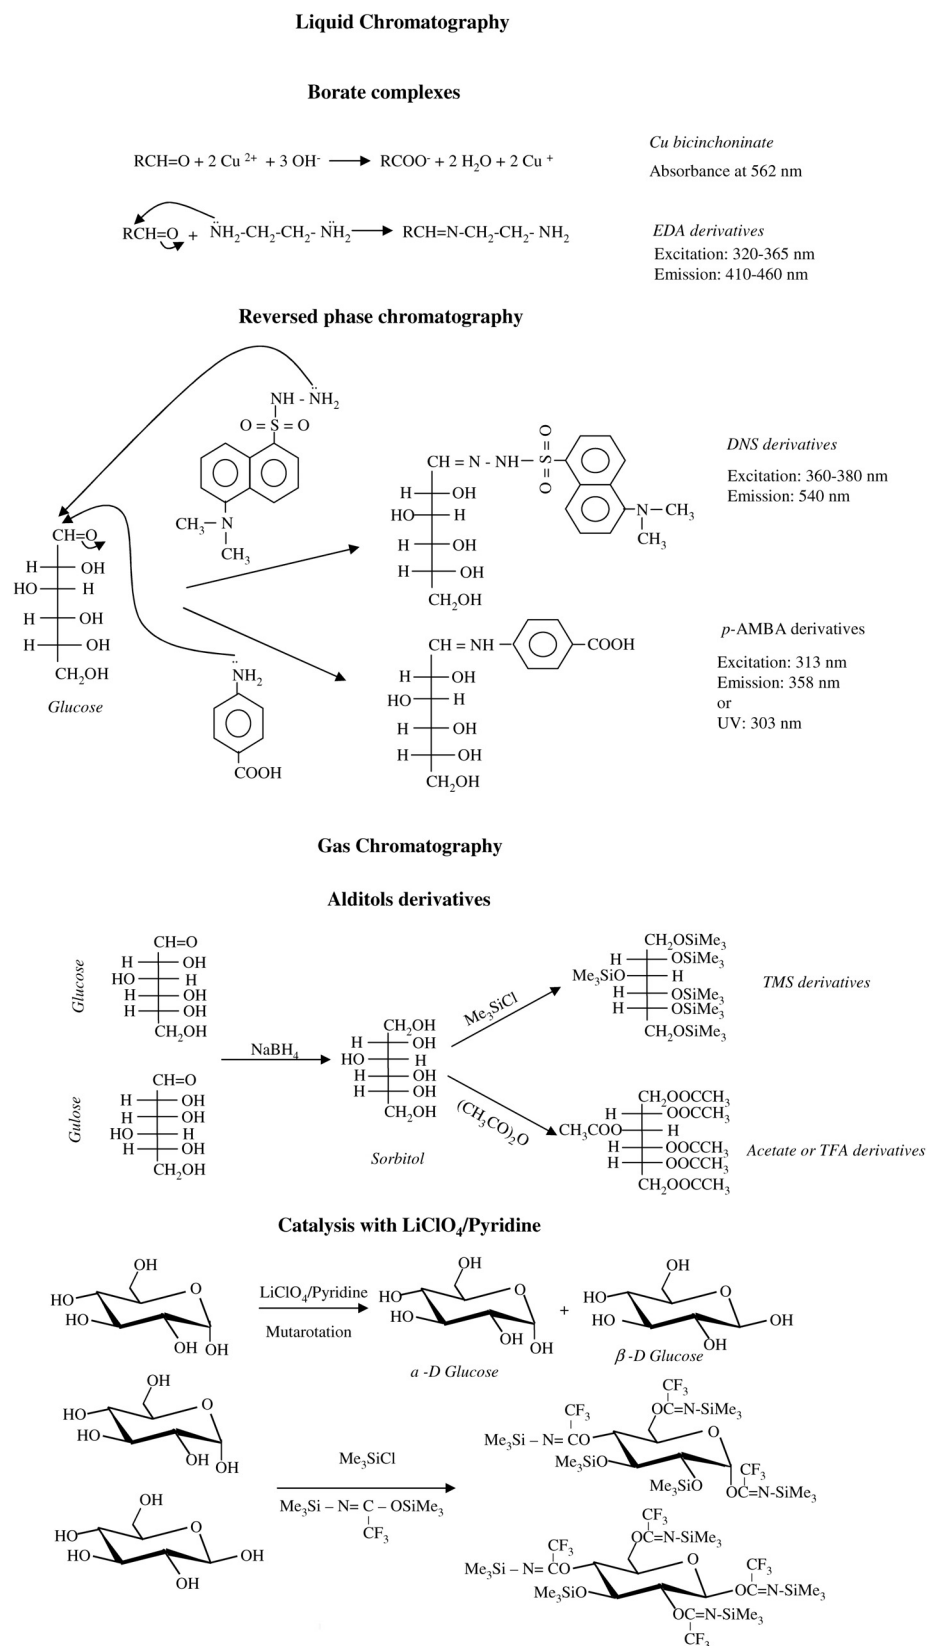 Liquid Chromatography
Borate complexes
RCH=O + 2 Cu 2+ + 3 OH- RCOO- + 2 H2O + 2 Cu +
Cu bicinchoninate
Absorbance at 562 nm
RCH=O + NH2-CH2-CH2- NH2 RCH=N-CH2-CH2- NH2
EDA derivatives
Excitation: 320-365 nm
Emission: 410-460 nm
Reversed phase chromatography
NH - NH2
O = S = O
CH3 – N
CH3
CH = N - NH – S
O
=
=
O
N – CH3
CH3
H OH
HO H
H OH
H OH
CH2OH
DNS derivatives
Excitation: 360-380 nm
Emission: 540 nm
CH=O
H OH
HO H
H OH
H OH
CH2OH
Glucose
NH2
COOH
CH = NH COOH
H OH
HO H
H OH
H OH
CH2OH
p-AMBA derivatives
Excitation: 313 nm
Emission: 358 nm
or
UV: 303 nm
Gas Chromatography
Alditols derivatives
Glucose
CH=O
H OH
HO H
H OH
H OH
CH2OH
Gulose
CH=O
H OH
H OH
HO H
H OH
CH2OH
NaBH4
CH2OH
H OH
HO H
H OH
H OH
CH2OH
Sorbitol
Me3SiCl
(CH3CO)2O
CH2OSiMe3
H OSiMe3
Me3SiO H
H OSiMe3
H OSiMe3
CH2OSiMe3
TMS derivatives
CH2OOCCH3
H OOCCH3
CH3COO H
H OOCCH3
H OOCCH3
CH2OOCCH3
Acetate or TFA derivatives
Catalysis with LiClO4/Pyridine
OH
HO O
HO
OH OH
LiClO4/Pyridine
Mutarotation
OH
HO O
HO
OH OH
a -D Glucose
+
OH
HO O
HO OH
OH
β -D Glucose
OH
HO O
HO
OH OH
OH
HO O
HO OH
OH
Me3SiCl
Me3Si – N= C – OSiMe3
CF3
CF3
OC=N-SiMe3
CF3
Me3Si – N= CO O
Me3SiO
Me3SiO
CF3
OC=N-SiMe3
CF3
OC=N-SiMe3
CF3
Me3Si – N= CO O
Me3SiO
CF3
OC=N-SiMe3
OC=N-SiMe3
CF3